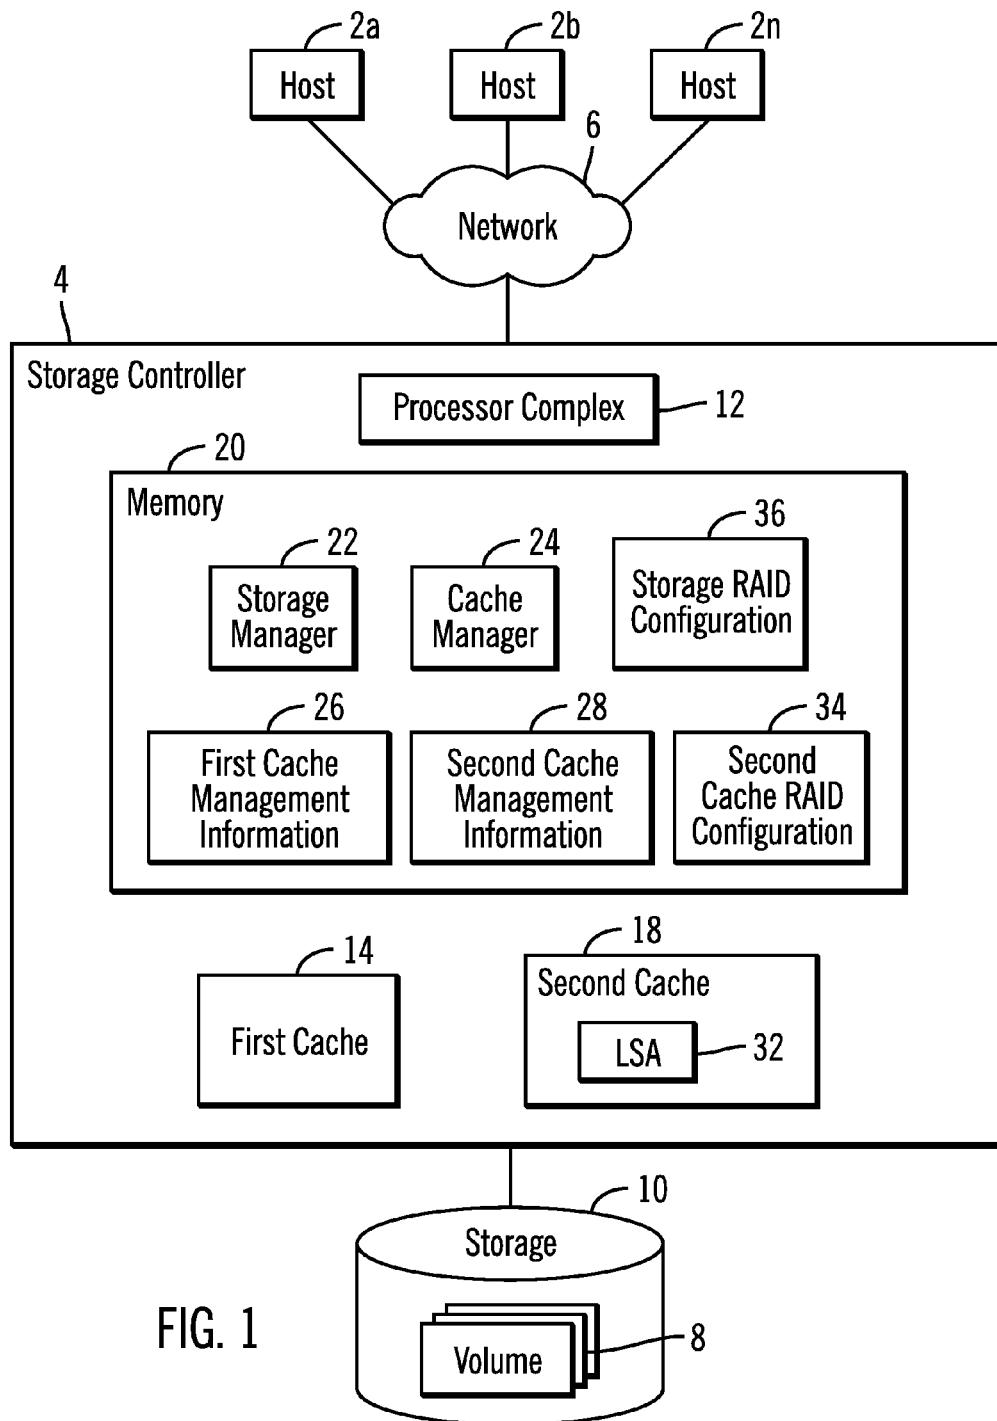 2a
2b
2n
Host
Host
Host
6
Network
4
Storage Controller
Processor Complex
12
20
Memory
22
24
36
Storage
Manager
Cache
Manager
Storage RAID
Configuration
26
28
34
First Cache
Management
Information
Second Cache
Management
Information
Second
Cache RAID
Configuration
14
18
First Cache
Second Cache
LSA
32
10
Storage
Volume
8
FIG. 1